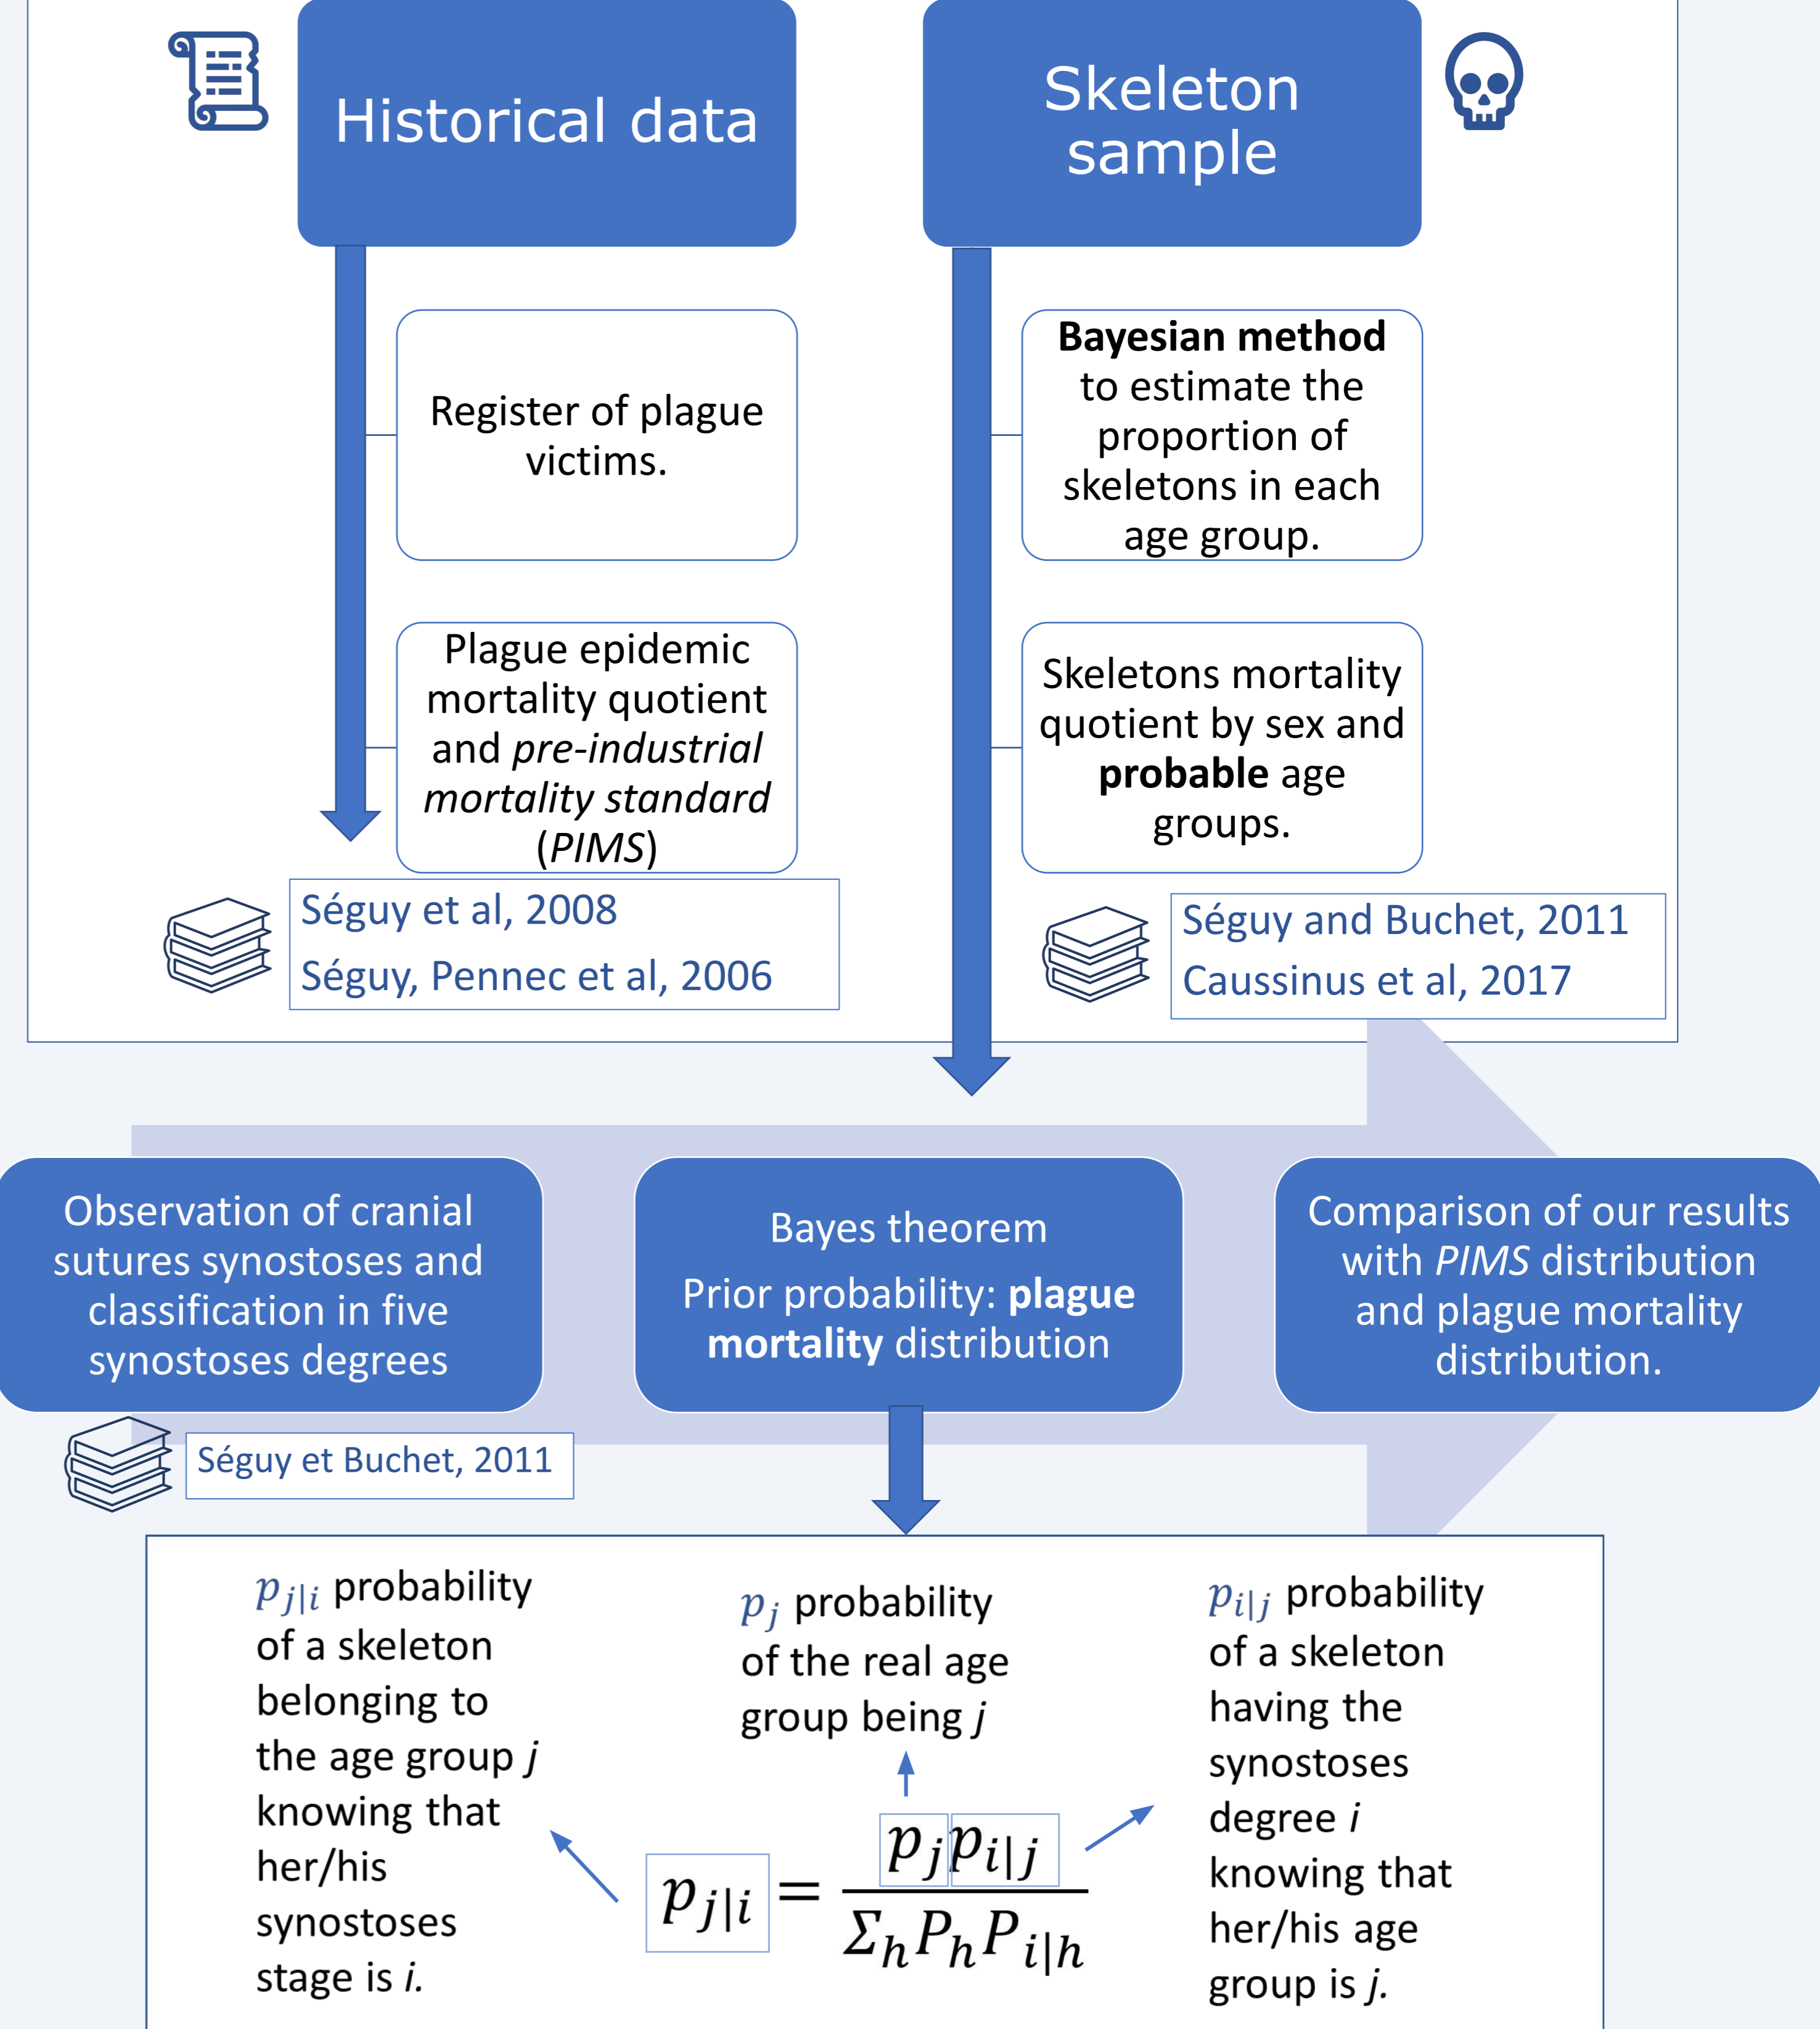 Historical data
Register of plague
victims.
Plague epidemic
mortality quotient
and pre-industrial
mortality standard
(PIMS)
Séguy et al, 2008
Séguy, Pennec et al, 2006
Skeleton
sample
Bayesian method
to estimate the
proportion of
skeletons in each
age group.
Skeletons mortality
quotient by sex and
probable age
groups.
Séguy and Buchet, 2011
Caussinus et al, 2017
Observation of cranial
sutures synostoses and
classification in five
synostoses degrees
Séguy et Buchet, 2011
Bayes theorem
Prior probability: plague
mortality distribution
Comparison of our results
with PIMS distribution
and plague mortality
distribution.
p_{j|i} probability
of a skeleton
belonging to
the age group j
knowing that
her/his
synostoses
stage is i.
p_j probability
of the real age
group being j
p_{i|j} probability
of a skeleton
having the
synostoses
degree i
knowing that
her/his age
group is j.
p_{j|i} = \frac{p_j p_{i|j}}{Σ_h P_h P_{i|h}}